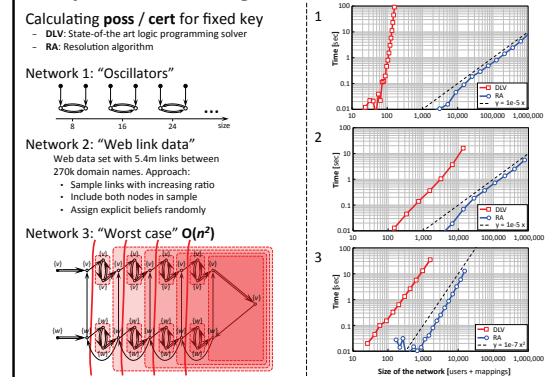 Calculating poss / cert for fixed key
- DLV: State-of-the art logic programming solver
- RA: Resolution algorithm
Network 1: "Oscillators"
...
8 16 24 size
Network 2: "Web link data"
Web data set with 5.4m links between
270k domain names. Approach:
• Sample links with increasing ratio
• Include both nodes in sample
• Assign explicit beliefs randomly
Network 3: "Worst case" O(n²)
{v} {v} {v} {v} {v}
{v} {v} {v} {v}
{v}
{w} {w} {w} {w}
{w} {w} {w} {w} {w}
1
Time [sec]
100
10
1
0.1
0.01
DLV
RA
y = 1e-5 x
10 100 1,000 10,000 100,000 1,000,000
2
Time [sec]
100
10
1
0.1
0.01
DLV
RA
y = 1e-5 x
10 100 1,000 10,000 100,000 1,000,000
3
Time [sec]
100
10
1
0.1
0.01
DLV
RA
y = 1e-7 x²
10 100 1,000 10,000 100,000 1,000,000
Size of the network [users + mappings]